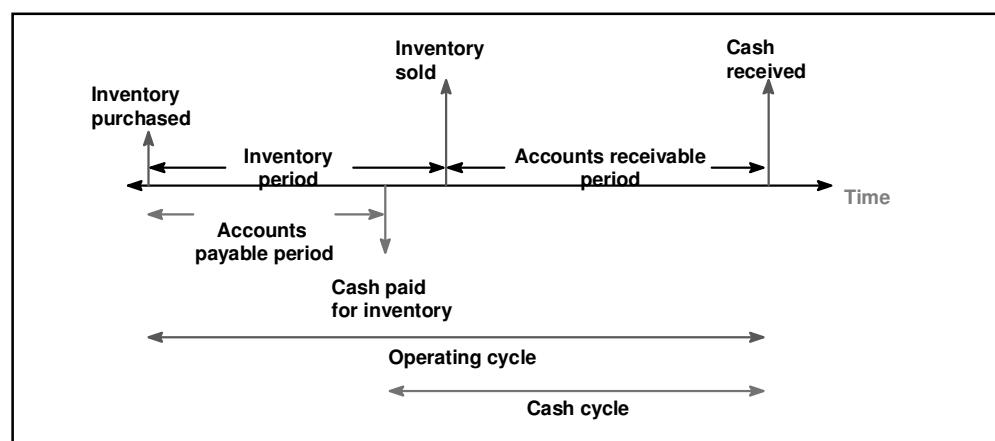 Inventory
purchased
Inventory
sold
Cash
received
Inventory
period
Accounts receivable
period
Time
Accounts
payable period
Cash paid
for inventory
Operating cycle
Cash cycle